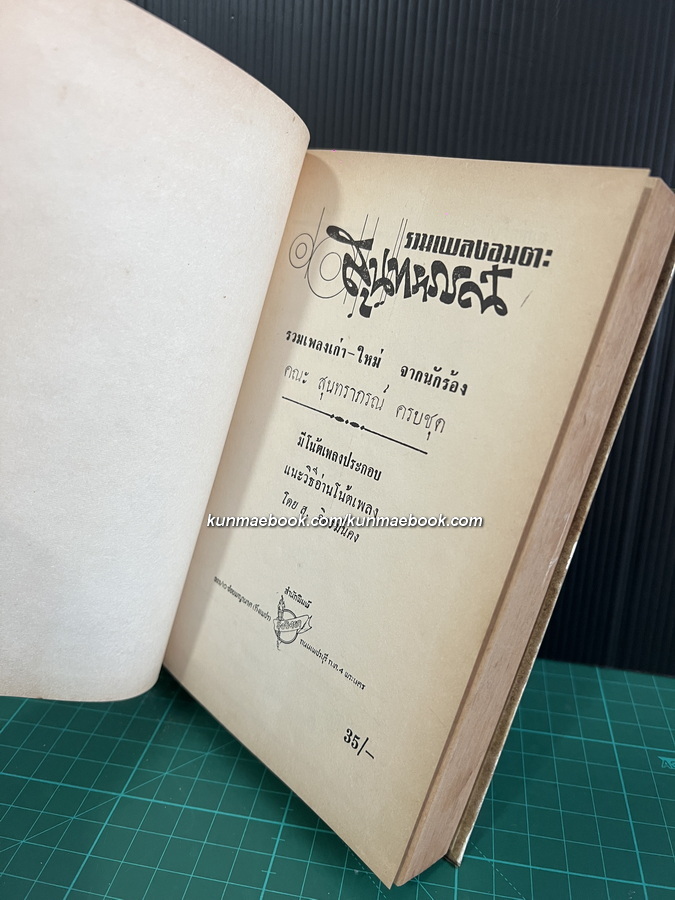 รวมเพลงอมตะ
สุนทราภรณ์
รวมเพลงเก่า-ใหม่ จากนักร้อง
คณะ สุนทราภรณ์ ครบชุด
มีโน้ตเพลงประกอบ
แนะวิธีอ่านโน้ตเพลง
โดย ส.
kunmaebook.com/kunmaebook.com
สำนักพิมพ์
35/-